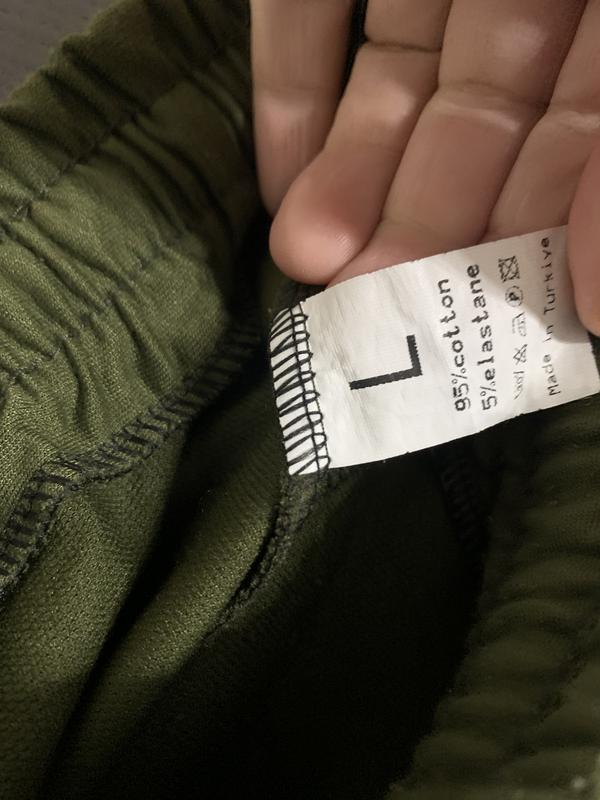 L
95%cotton
5%elastane
Made in Turkiye